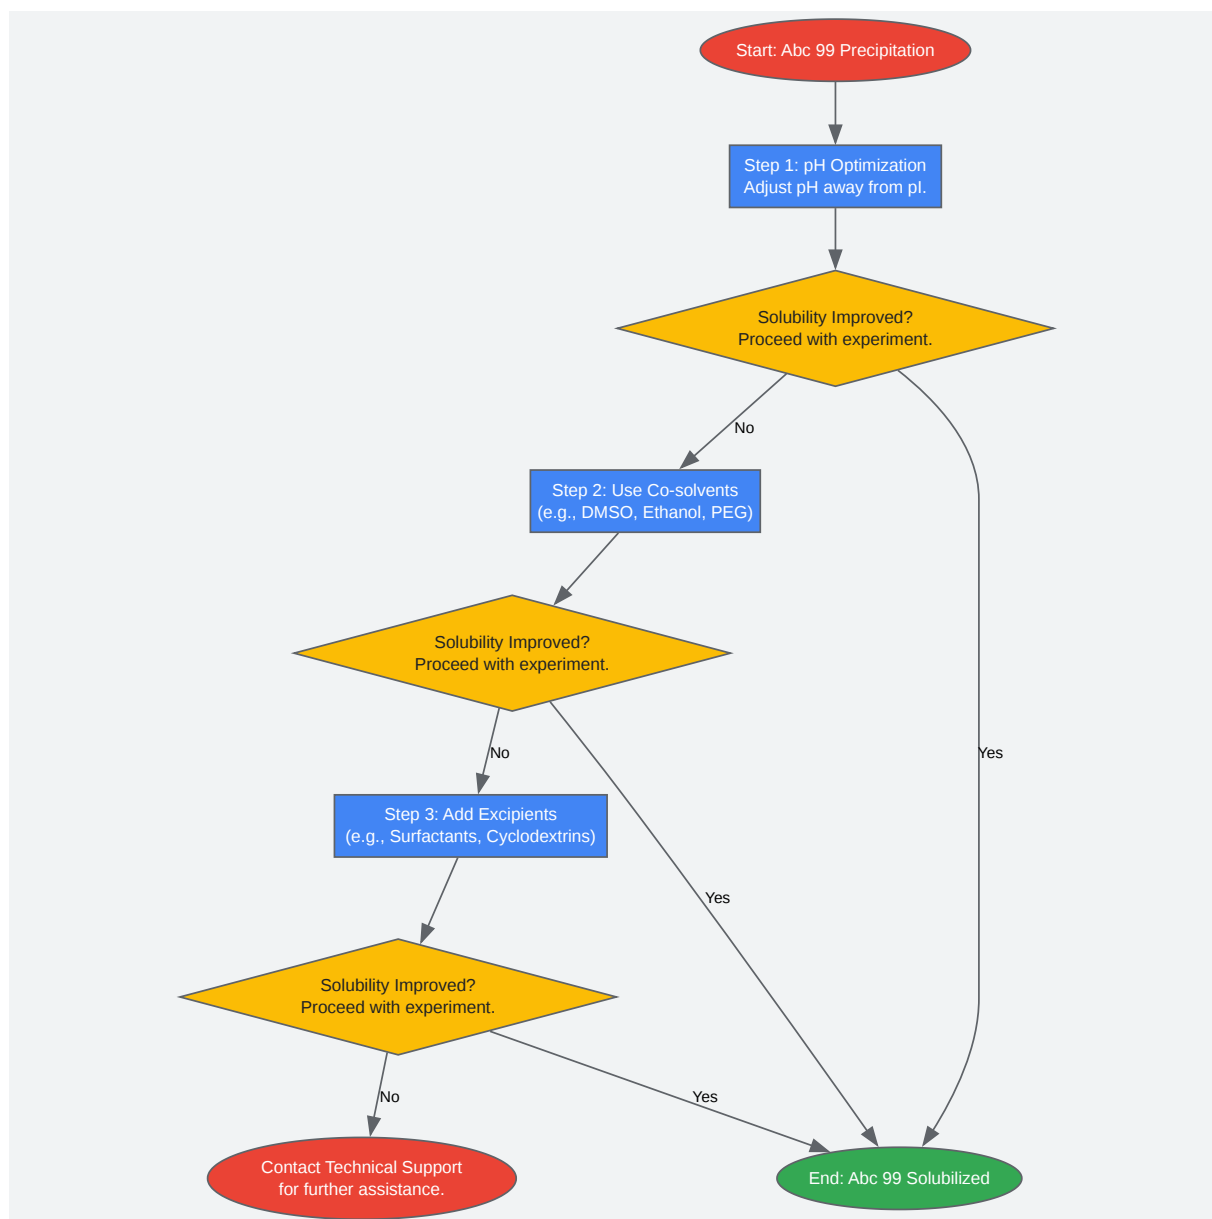 Start: Abc 99 Precipitation
Step 1: pH Optimization
Adjust pH away from pI.
Solubility Improved?
Proceed with experiment.
No
Step 2: Use Co-solvents
(e.g., DMSO, Ethanol, PEG)
Solubility Improved?
Proceed with experiment.
No
Yes
Step 3: Add Excipients
(e.g., Surfactants, Cyclodextrins)
Yes
Solubility Improved?
Proceed with experiment.
No
Yes
Contact Technical Support
for further assistance.
End: Abc 99 Solubilized